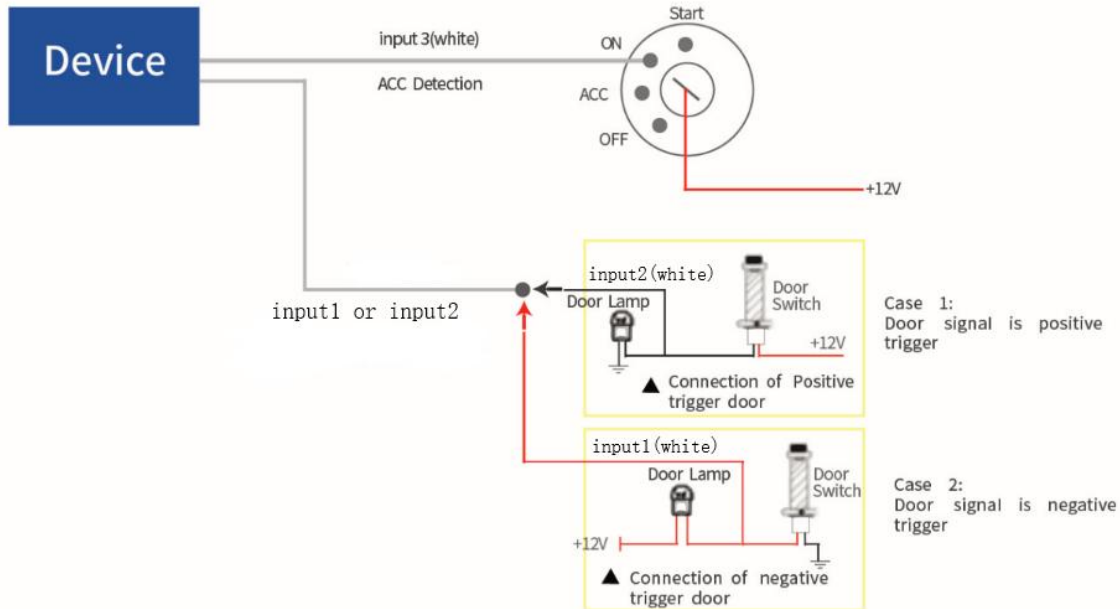 Device
input 3(white)
ACC Detection
Start
ON
ACC
OFF
+12V
input1 or input2
input2(white)
Door Lamp
Door
Switch
+12V
▲ Connection of Positive
trigger door
Case 1:
Door signal is positive
trigger
input1(white)
Door Lamp
Door
Switch
+12V
▲ Connection of negative
trigger door
Case 2:
Door signal is negative
trigger